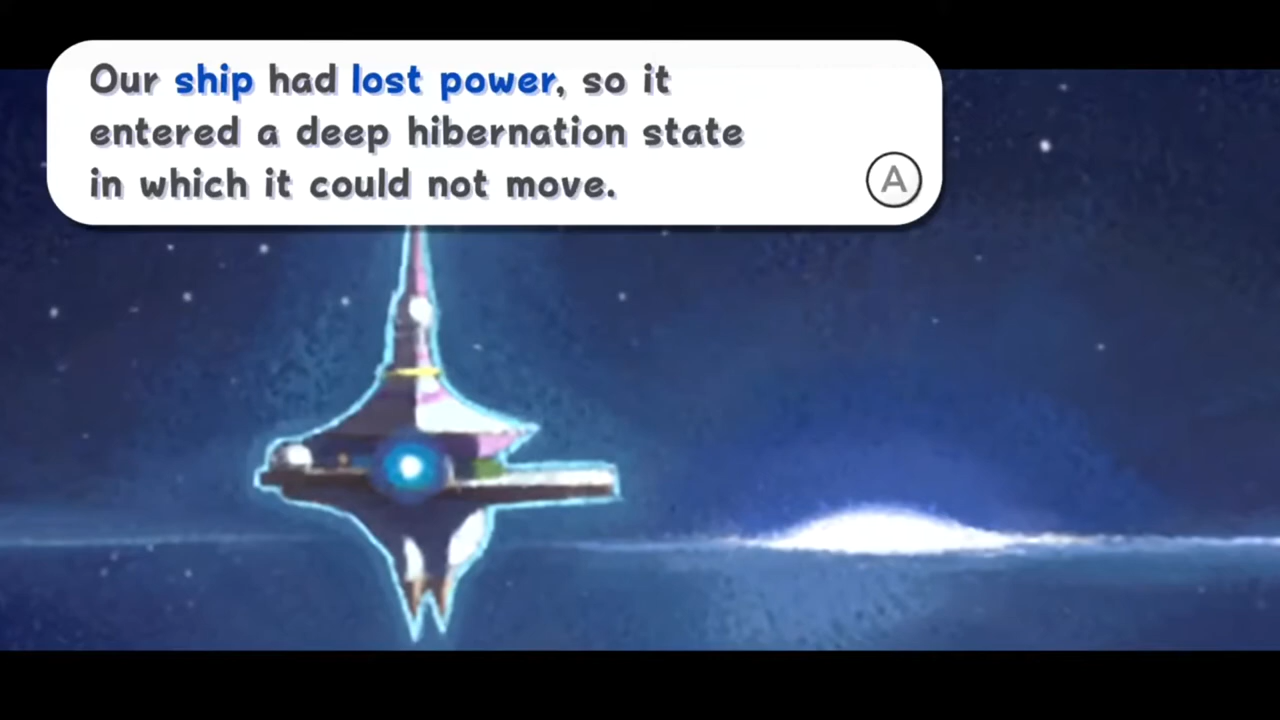 Our ship had lost power, so it
entered a deep hibernation state
in which it could not move.
A